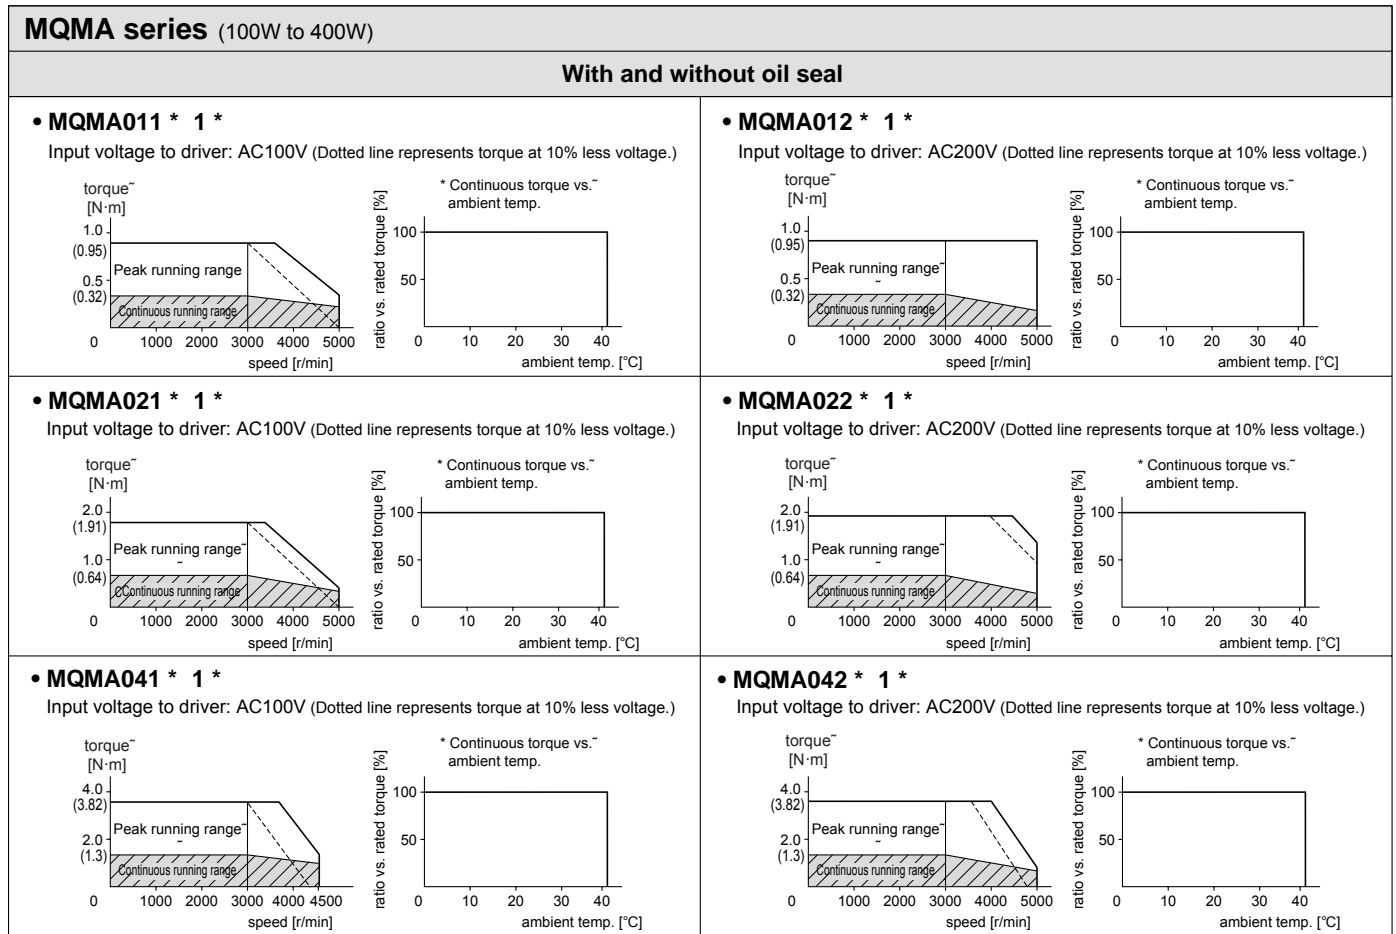 MQMA series (100W to 400W)
With and without oil seal
• MQMA011 * 1 *
Input voltage to driver: AC100V (Dotted line represents torque at 10% less voltage.)
torque˜
[N·m]
1.0
(0.95)
0.5
(0.32)
Peak running range
Continuous running range
0 1000 2000 3000 4000 5000
speed [r/min]
* Continuous torque vs.˜
ambient temp.
ratio vs. rated torque [%]
100
50
0 10 20 30 40
ambient temp. [°C]
• MQMA012 * 1 *
Input voltage to driver: AC200V (Dotted line represents torque at 10% less voltage.)
torque˜
[N·m]
1.0
(0.95)
0.5
(0.32)
Peak running range˜
˜
Continuous running range
0 1000 2000 3000 4000 5000
speed [r/min]
* Continuous torque vs.˜
ambient temp.
ratio vs. rated torque [%]
100
50
0 10 20 30 40
ambient temp. [°C]
• MQMA021 * 1 *
Input voltage to driver: AC100V (Dotted line represents torque at 10% less voltage.)
torque˜
[N·m]
2.0
(1.91)
1.0
(0.64)
Peak running range˜
˜
CContinuous running range
0 1000 2000 3000 4000 5000
speed [r/min]
* Continuous torque vs.˜
ambient temp.
ratio vs. rated torque [%]
100
50
0 10 20 30 40
ambient temp. [°C]
• MQMA022 * 1 *
Input voltage to driver: AC200V (Dotted line represents torque at 10% less voltage.)
torque˜
[N·m]
2.0
(1.91)
1.0
(0.64)
Peak running range˜
˜
Continuous running range
0 1000 2000 3000 4000 5000
speed [r/min]
* Continuous torque vs.˜
ambient temp.
ratio vs. rated torque [%]
100
50
0 10 20 30 40
ambient temp. [°C]
• MQMA041 * 1 *
Input voltage to driver: AC100V (Dotted line represents torque at 10% less voltage.)
torque˜
[N·m]
4.0
(3.82)
2.0
(1.3)
Peak running range˜
˜
Continuous running range
0 1000 2000 3000 4000 4500
speed [r/min]
* Continuous torque vs.˜
ambient temp.
ratio vs. rated torque [%]
100
50
0 10 20 30 40
ambient temp. [°C]
• MQMA042 * 1 *
Input voltage to driver: AC200V (Dotted line represents torque at 10% less voltage.)
torque˜
[N·m]
4.0
(3.82)
2.0
(1.3)
Peak running range˜
˜
Continuous running range
0 1000 2000 3000 4000 5000
speed [r/min]
* Continuous torque vs.˜
ambient temp.
ratio vs. rated torque [%]
100
50
0 10 20 30 40
ambient temp. [°C]